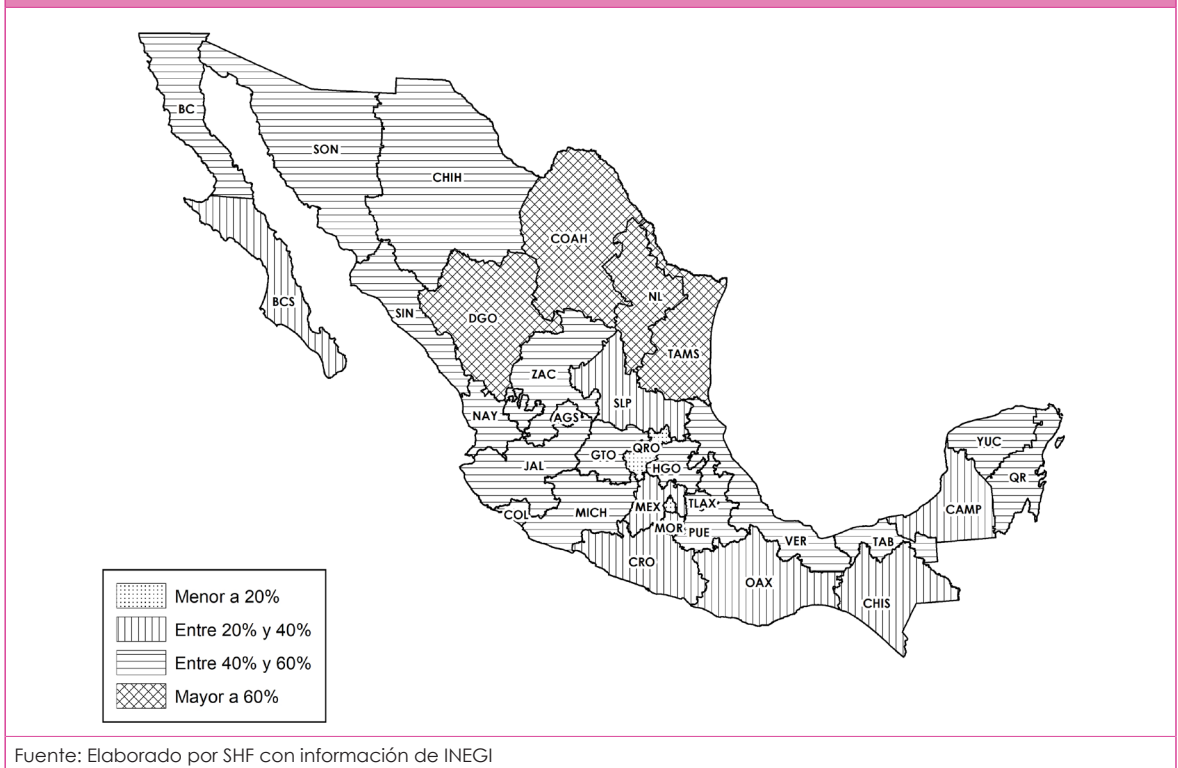 BC
SON
CHIH
COAH
BCS
NL
SIN
DGO
TAMS
ZAC
SLP
NAY
AGS
QRO
GTO
HGO
JAL
YUC
QR
COL
MICH
MEX
TLAX
CAMP
MOR
PUE
VER
TAB
CRO
OAX
CHIS
Menor a 20%
Entre 20% y 40%
Entre 40% y 60%
Mayor a 60%
Fuente: Elaborado por SHF con información de INEGI